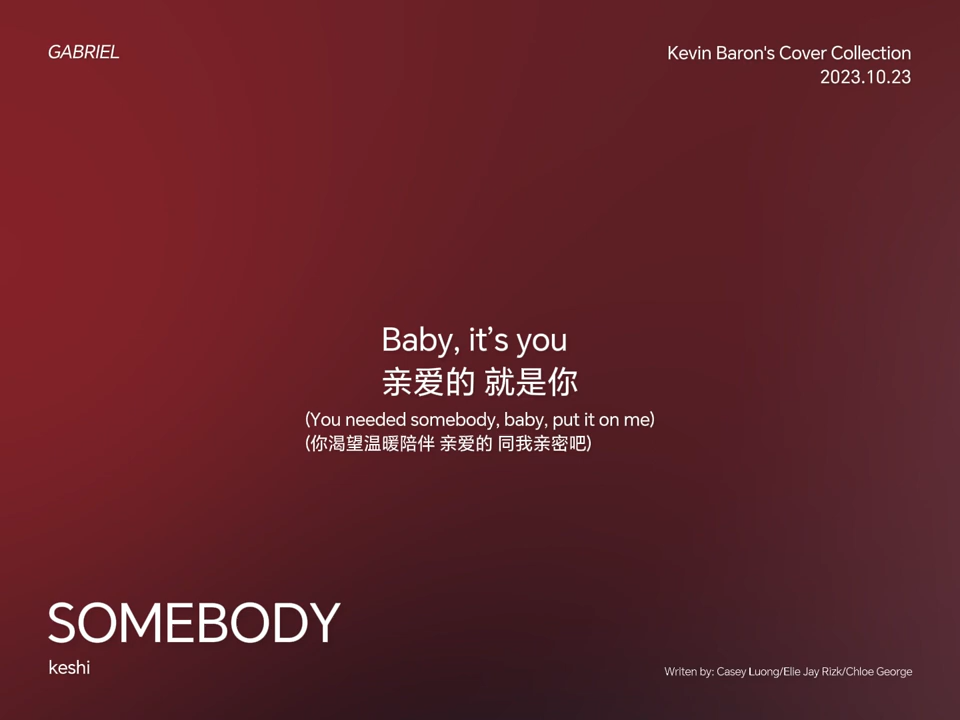 GABRIEL
Kevin Baron's Cover Collection
2023.10.23
Baby, it’s you
亲爱的 就是你
(You needed somebody, baby, put it on me)
(你渴望温暖陪伴 亲爱的 同我亲密吧)
SOMEBODY
keshi
Writen by: Casey Luong/Elie Jay Rizk/Chloe George